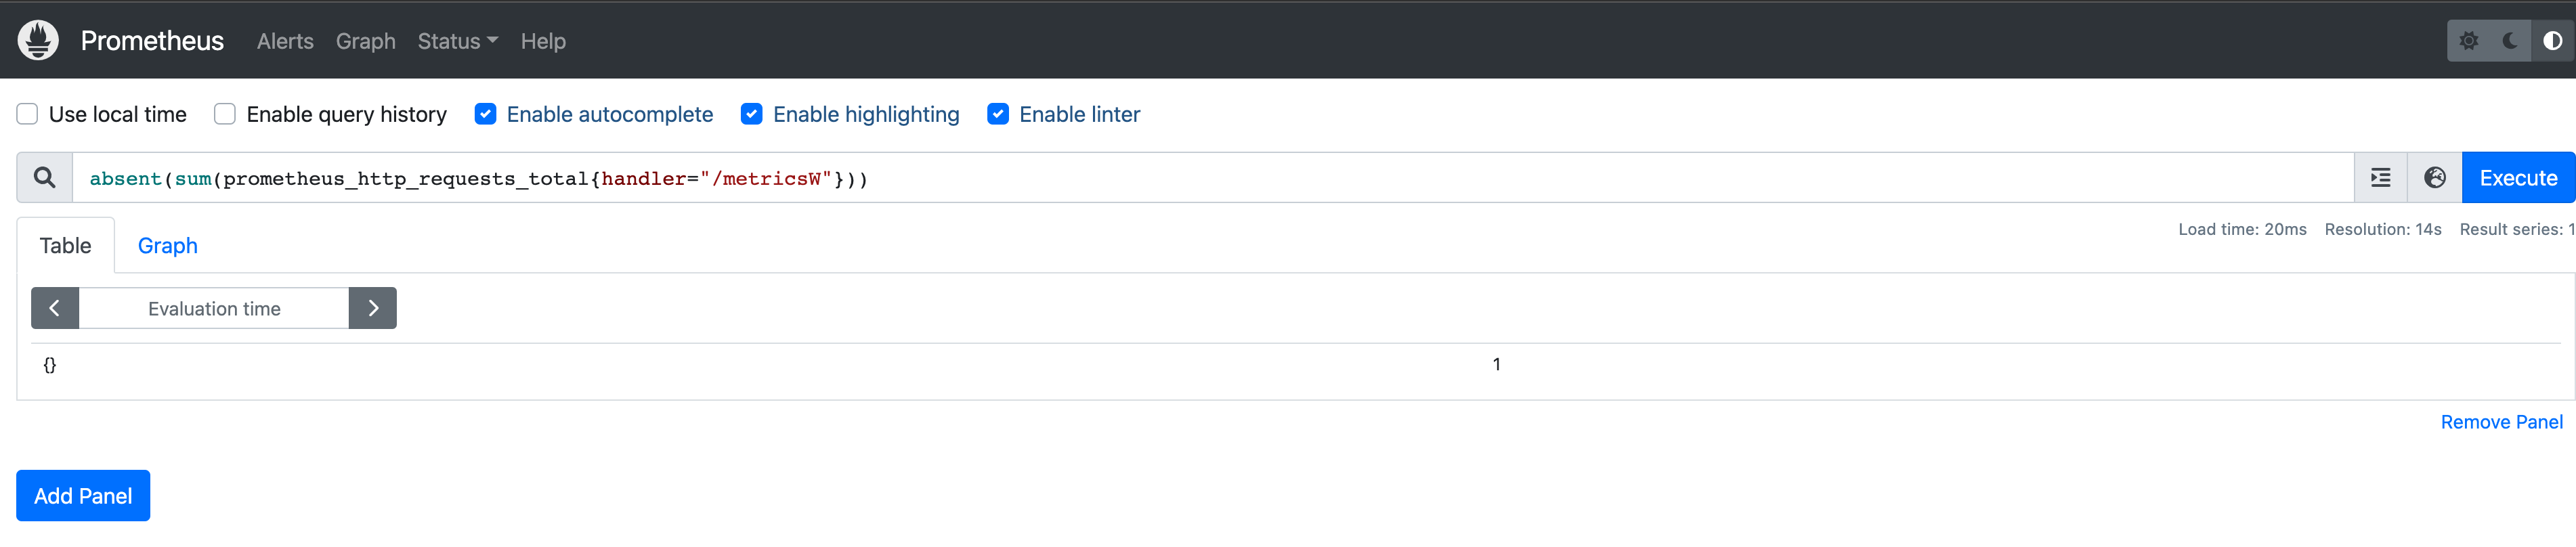 Prometheus Alerts Graph Status Help
Use local time Enable query history Enable autocomplete Enable highlighting Enable linter
absent(sum(prometheus_http_requests_total{handler="/metricsW"})) Execute
Table Graph Load time: 20ms Resolution: 14s Result series: 1
Evaluation time
{} 1
Remove Panel
Add Panel